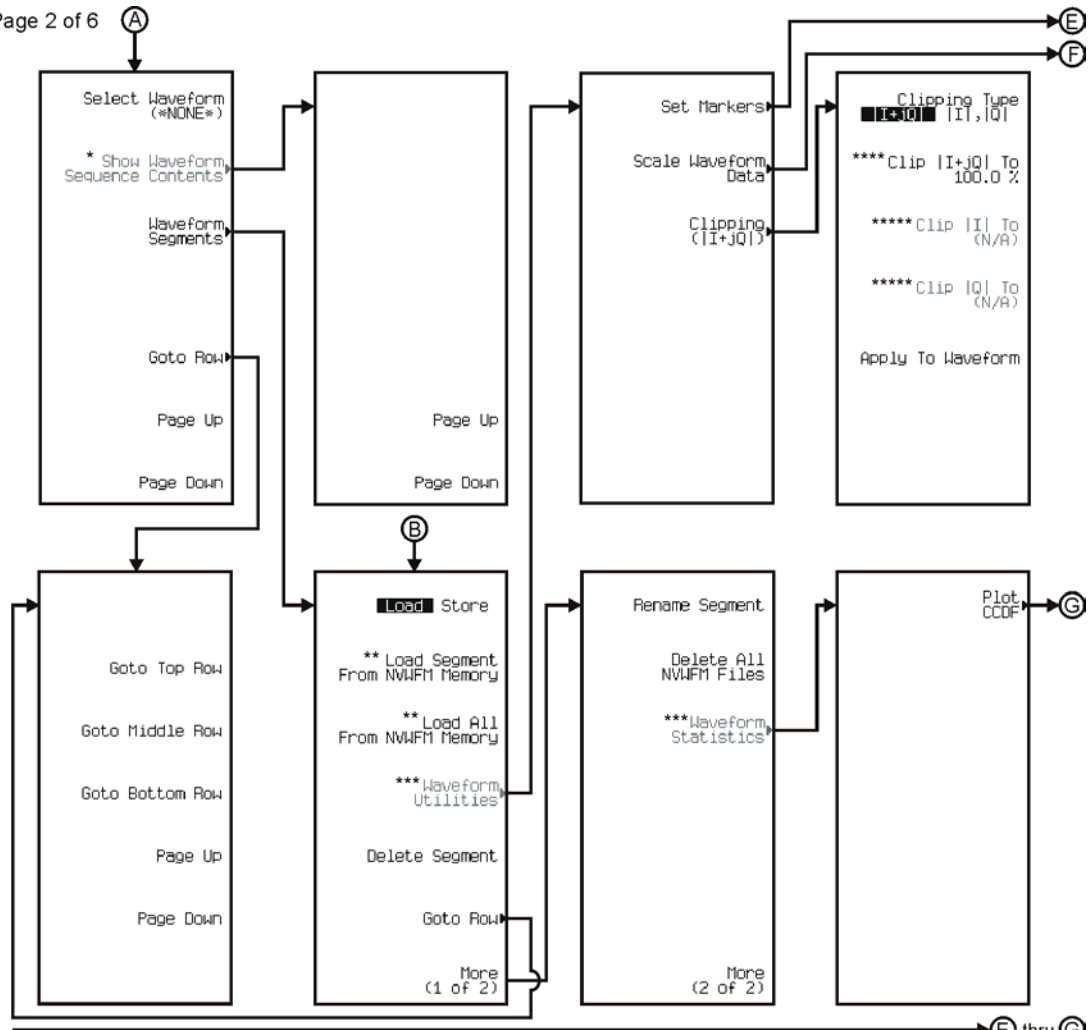 Page 2 of 6
A
E
F
Select Waveform
(*NONE*)
* Show Waveform
Sequence Contents
Waveform
Segments
Goto Row
Page Up
Page Down
Page Up
Page Down
Set Markers
Scale Waveform
Data
Clipping
(|I+jQ|)
Clipping Type
|I+jQ| |I|,|Q|
****Clip |I+jQ| To
100.0 %
*****Clip |I| To
(N/A)
*****Clip |Q| To
(N/A)
Apply To Waveform
B
Goto Top Row
Goto Middle Row
Goto Bottom Row
Page Up
Page Down
Load Store
** Load Segment
From NVWFM Memory
** Load All
From NVWFM Memory
*** Waveform
Utilities
Delete Segment
Goto Row
More
(1 of 2)
Rename Segment
Delete All
NVWFM Files
*** Waveform
Statistics
More
(2 of 2)
Plot
CCDF
G
thru